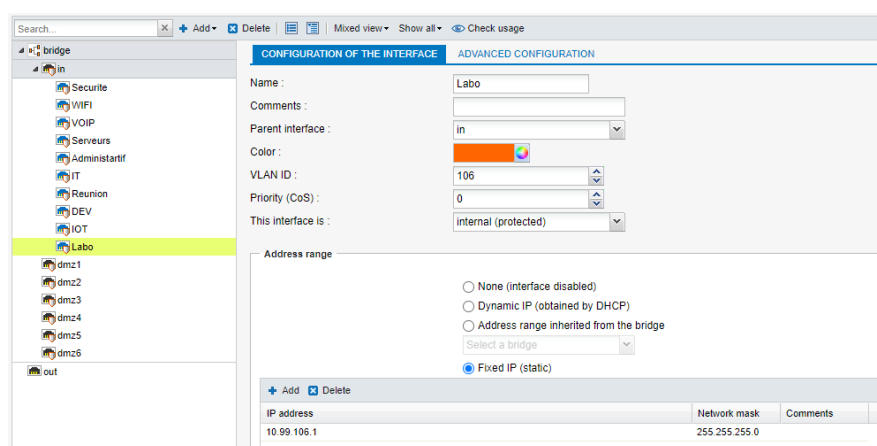 Search... Add Delete Mixed view Show all Check usage
bridge
in
Securite
WIFI
VOIP
Serveurs
Administartif
IT
Reunion
DEV
IOT
Labo
dmz1
dmz2
dmz3
dmz4
dmz5
dmz6
out
CONFIGURATION OF THE INTERFACE ADVANCED CONFIGURATION
Name : Labo
Comments :
Parent interface : in
Color :
VLAN ID : 106
Priority (CoS) : 0
This interface is : internal (protected)
Address range
None (interface disabled)
Dynamic IP (obtained by DHCP)
Address range inherited from the bridge
Select a bridge
Fixed IP (static)
Add Delete
IP address Network mask Comments
10.99.106.1 255.255.255.0